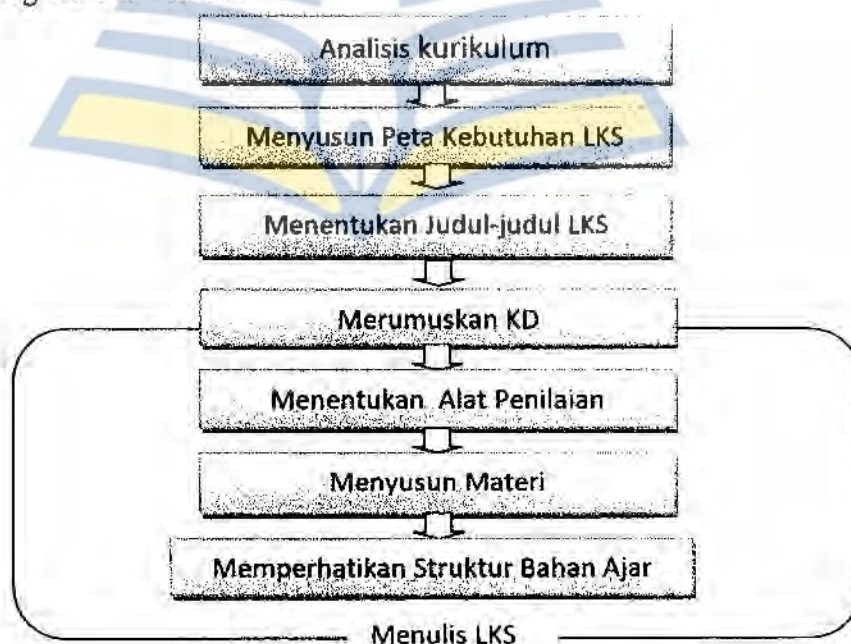 Analisis kurikulum
Menyusun Peta Kebutuhan LKS
Menentukan Judul-judul LKS
Merumuskan KD
Menentukan Alat Penilaian
Menyusun Materi
Memperhatikan Struktur Bahan Ajar
Menulis LKS